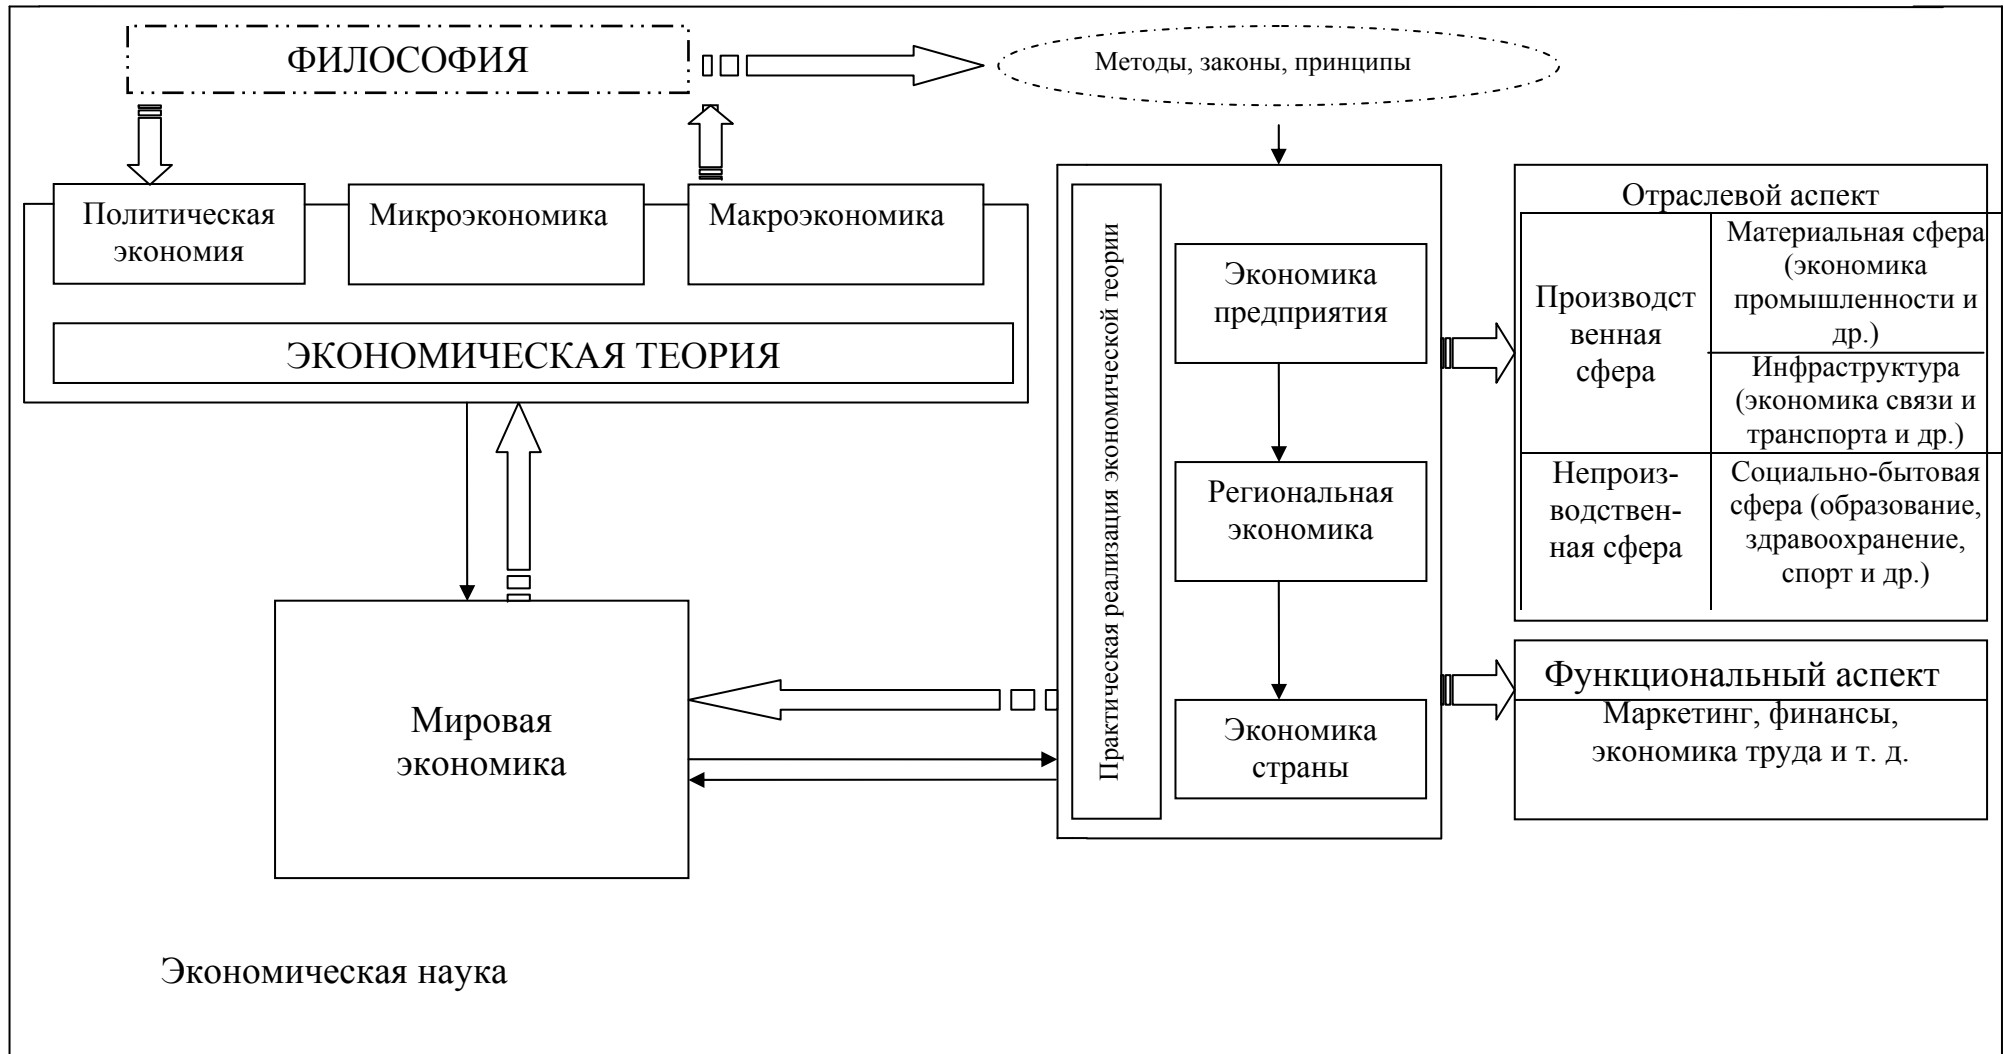 ФИЛОСОФИЯ
Методы, законы, принципы
Политическая
экономия
Микроэкономика
Макроэкономика
ЭКОНОМИЧЕСКАЯ ТЕОРИЯ
Практическая реализация экономической теории
Экономика
предприятия
Региональная
экономика
Экономика
страны
Отраслевой аспект
Производст
венная
сфера
Материальная сфера
(экономика
промышленности и
др.)
Инфраструктура
(экономика связи и
транспорта и др.)
Непроиз-
водствен-
ная сфера
Социально-бытовая
сфера (образование,
здравоохранение,
спорт и др.)
Функциональный аспект
Маркетинг, финансы,
экономика труда и т. д.
Мировая
экономика
Экономическая наука